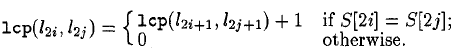 lcp(l_{2i}, l_{2j}) = { lcp(l_{2i+1}, l_{2j+1}) + 1 if S[2i] = S[2j];
0 otherwise.